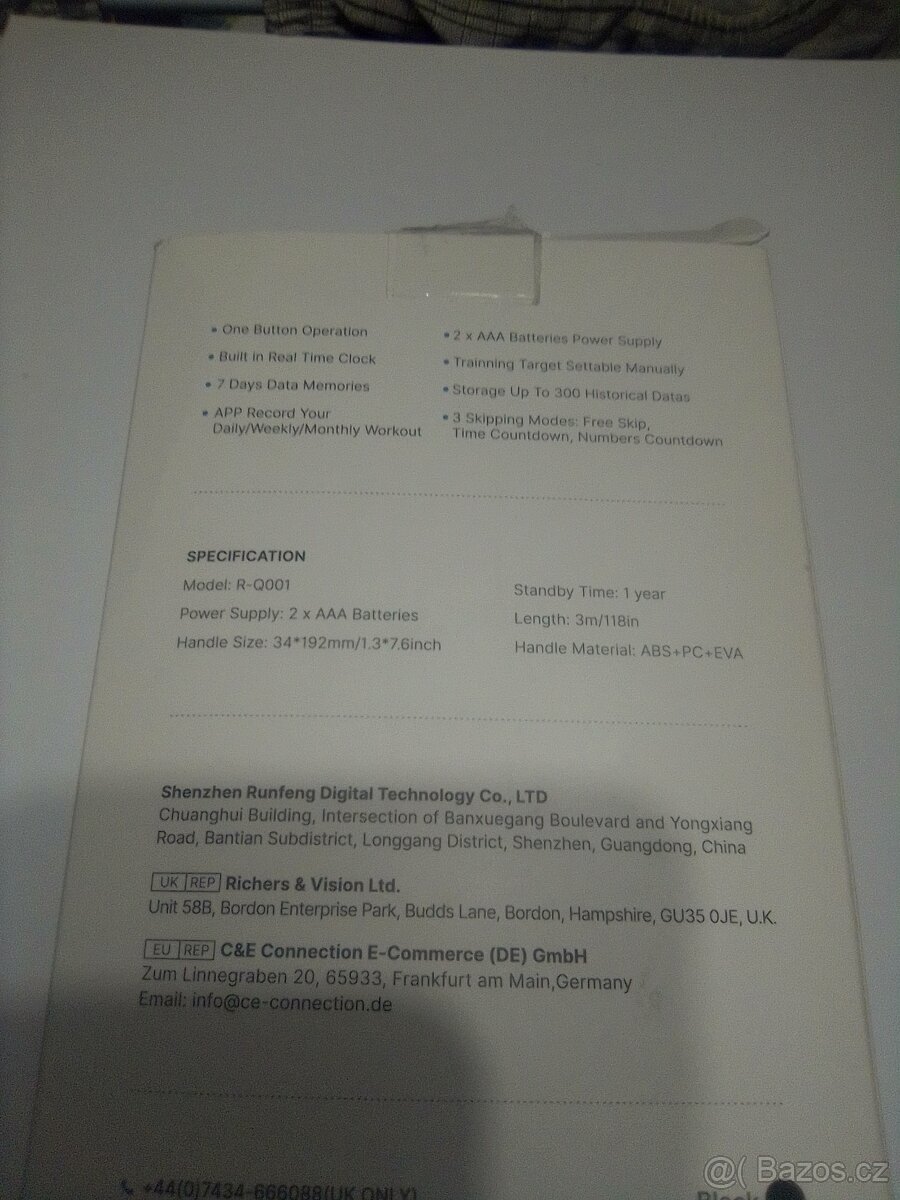 • One Button Operation
• Built in Real Time Clock
• 7 Days Data Memories
• APP Record Your
Daily/Weekly/Monthly Workout
• 2 x AAA Batteries Power Supply
• Trainning Target Settable Manually
• Storage Up To 300 Historical Datas
• 3 Skipping Modes: Free Skip,
Time Countdown, Numbers Countdown
SPECIFICATION
Model: R-Q001
Power Supply: 2 x AAA Batteries
Handle Size: 34*192mm/1.3*7.6inch
Standby Time: 1 year
Length: 3m/118in
Handle Material: ABS+PC+EVA
Shenzhen Runfeng Digital Technology Co., LTD
Chuanghui Building, Intersection of Banxuegang Boulevard and Yongxiang
Road, Bantian Subdistrict, Longgang District, Shenzhen, Guangdong, China
UK REP Richers & Vision Ltd.
Unit 58B, Bordon Enterprise Park, Budds Lane, Bordon, Hampshire, GU35 0JE, U.K.
EU REP C&E Connection E-Commerce (DE) GmbH
Zum Linnegraben 20, 65933, Frankfurt am Main,Germany
Email: info@ce-connection.de
+44(0)7434-666088(UK ONLY)
Black
@( Bazos.cz